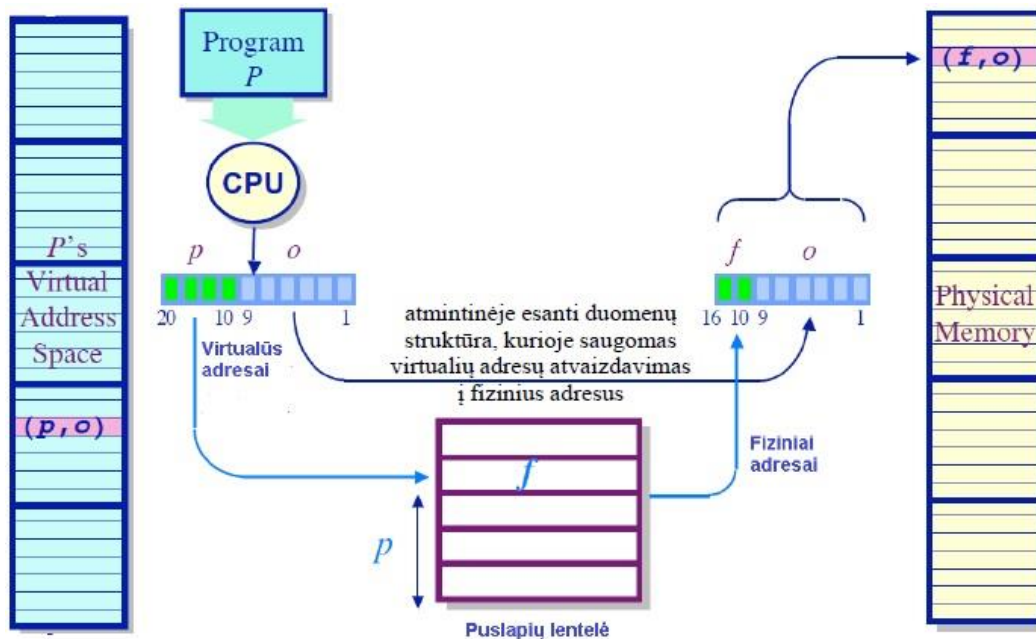 Program
P
CPU
P's
Virtual
Address
Space
(p,o)
p o
20 10 9 1
Virtualūs
adresai
atmintinėje esanti duomenų
struktūra, kurioje saugomas
virtualių adresų atvaizdavimas
į fizinius adresus
f
p
Puslapių lentelė
f o
16 10 9 1
Fiziniai
adresai
(f,o)
Physical
Memory